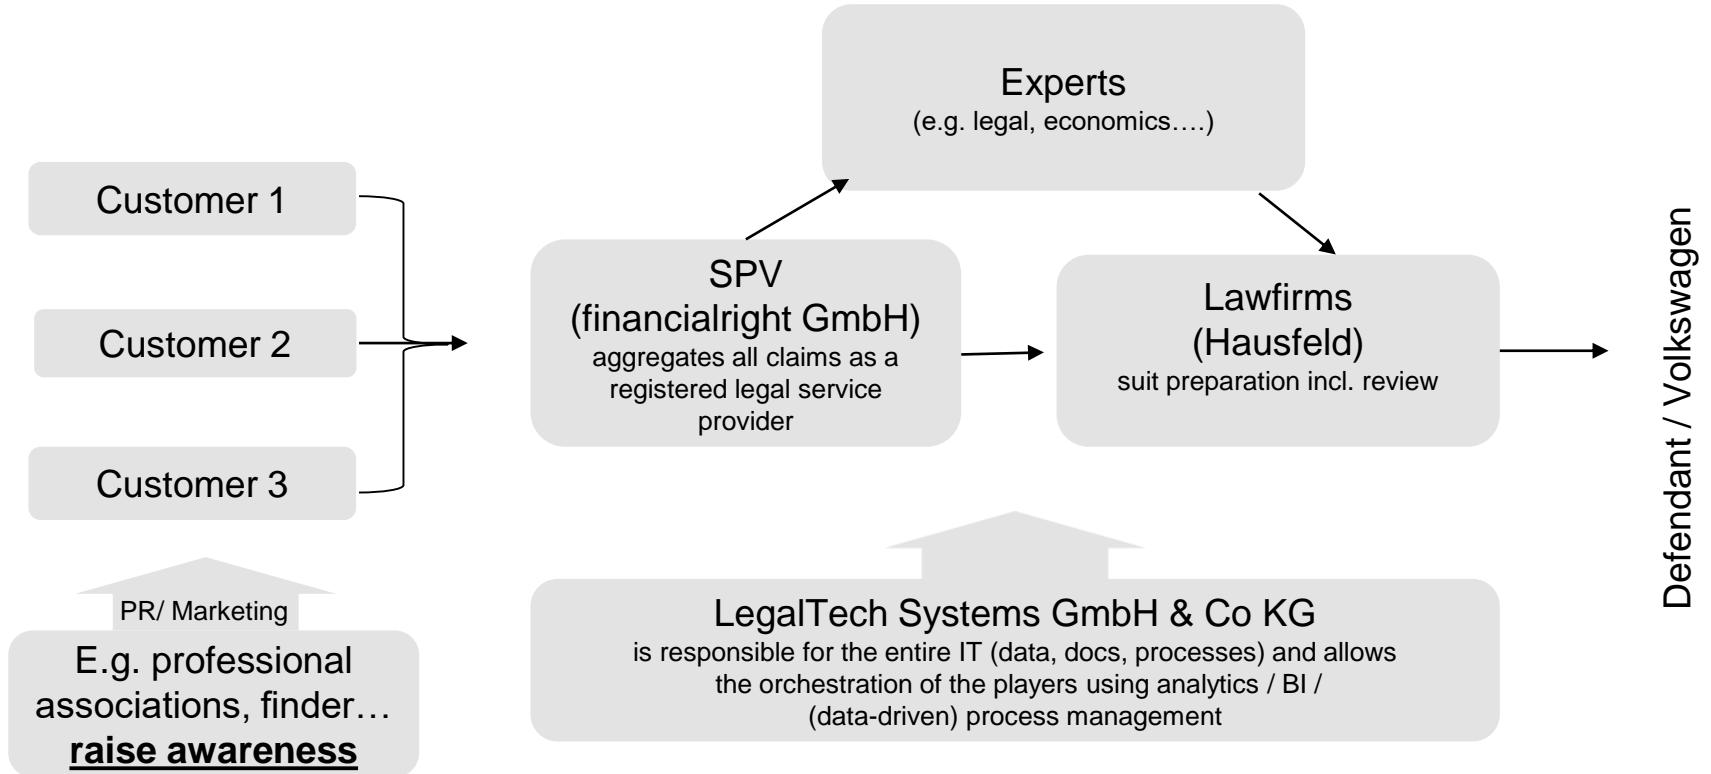 Experts
(e.g. legal, economics….)
Customer 1
Customer 2
Customer 3
SPV
(financialright GmbH)
aggregates all claims as a
registered legal service
provider
Lawfirms
(Hausfeld)
suit preparation incl. review
Defendant / Volkswagen
PR/ Marketing
E.g. professional
associations, finder…
raise awareness
LegalTech Systems GmbH & Co KG
is responsible for the entire IT (data, docs, processes) and allows
the orchestration of the players using analytics / BI /
(data-driven) process management